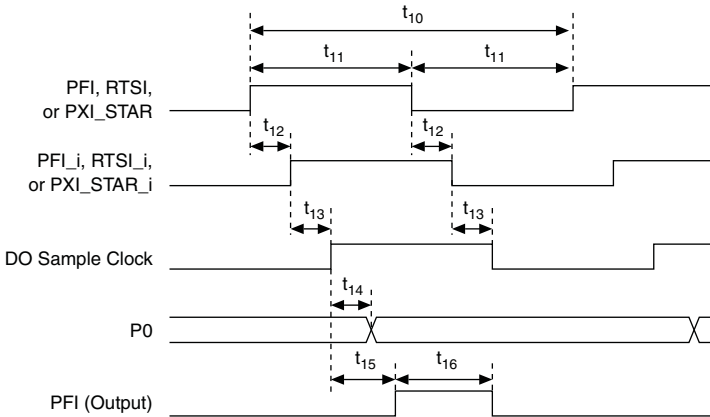 t10
t11 t11
PFI, RTSI,
or PXI_STAR
t12 t12
PFI_i, RTSI_i,
or PXI_STAR_i
t13 t13
DO Sample Clock
t14
P0
t15 t16
PFI (Output)